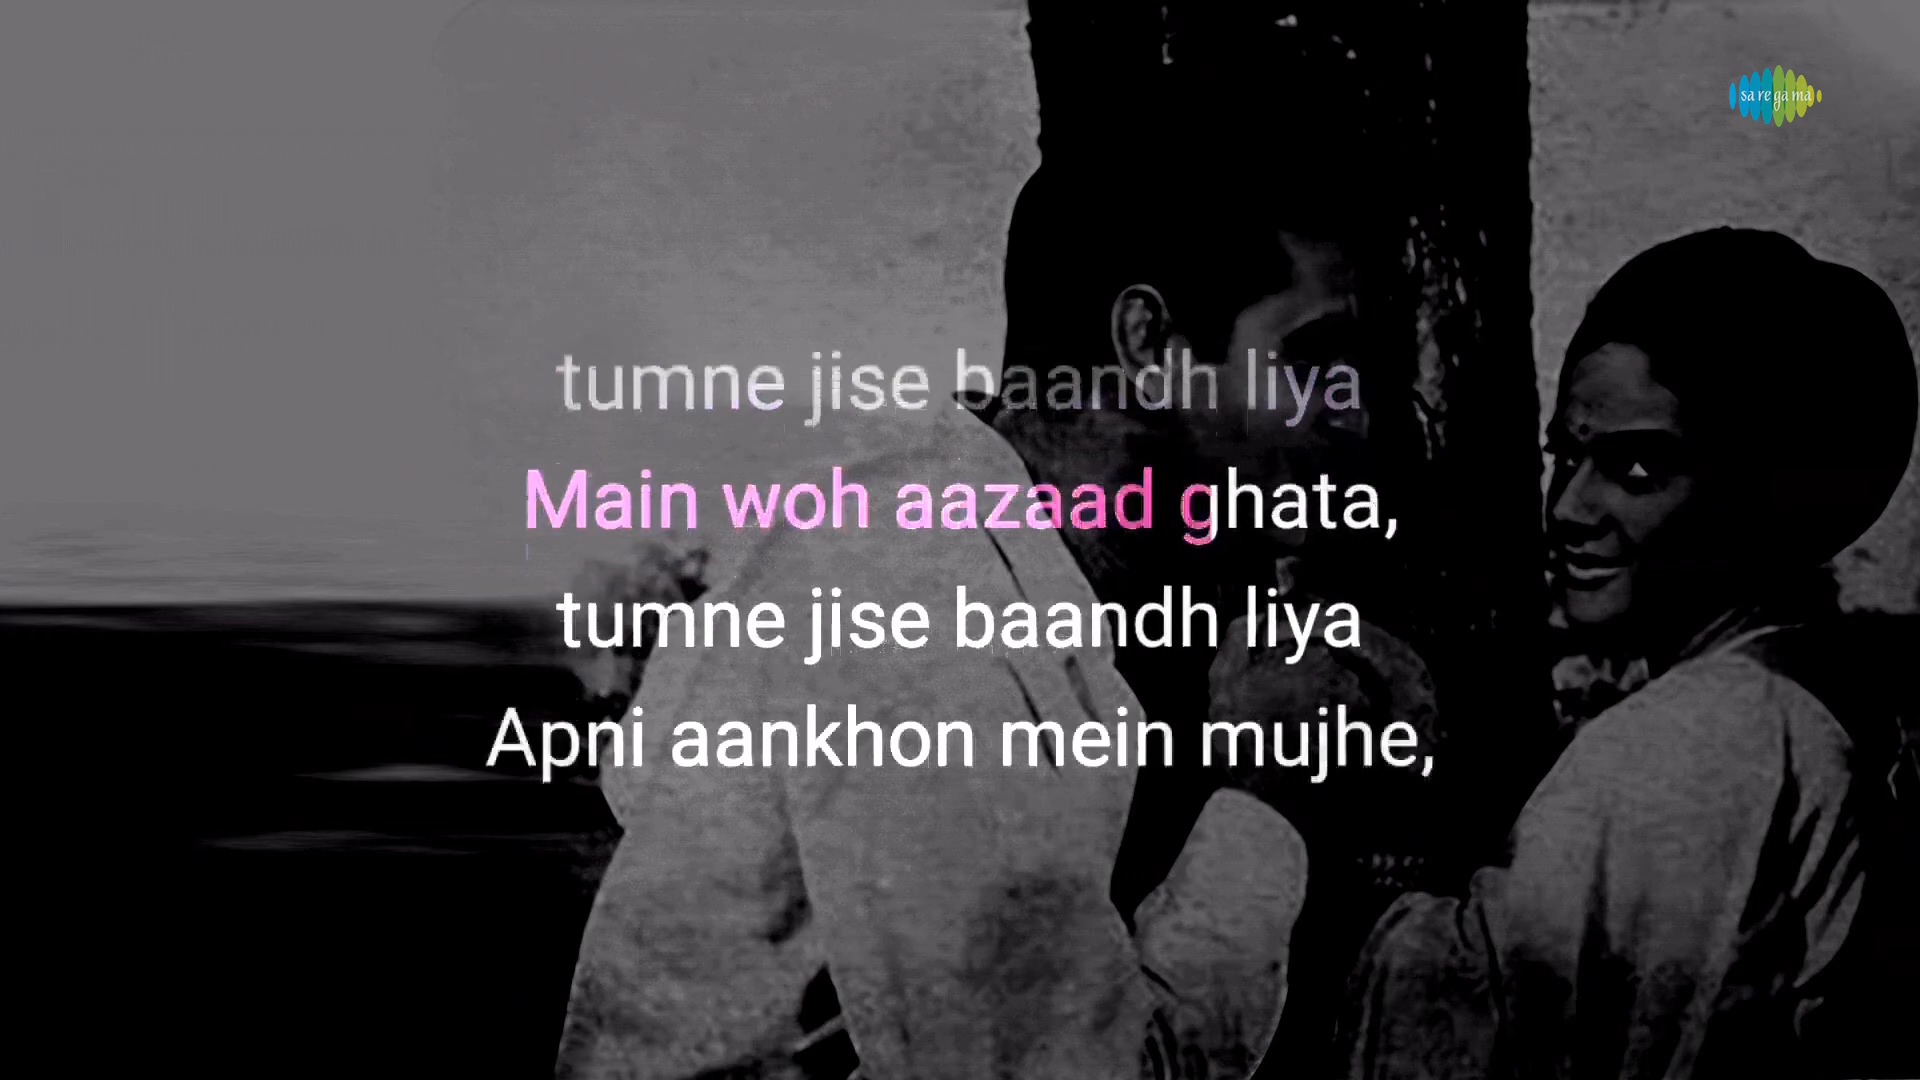 sa re ga ma
tumne jise baandh liya
Main woh aazaad ghata,
tumne jise baandh liya
Apni aankhon mein mujhe,